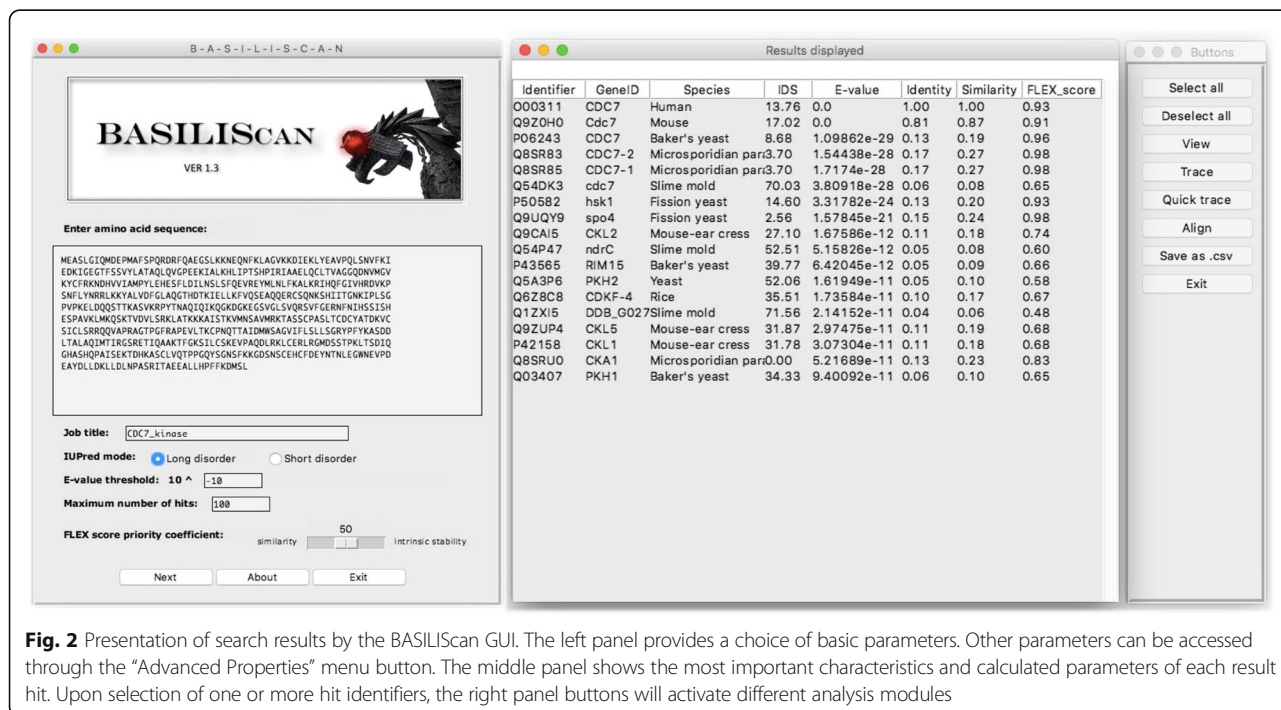 B-A-S-I-L-I-S-C-A-N
BASILISCAN
VER 1.3
Enter amino acid sequence:
MEASLGIQMDEPMAFSPQRDRFQAEGSLKKNEQNFKLAGVKKDIEKLYEAVPQLSNVFKI
EDKIGEGTFSSVYLATAQLQVGPEEKIALKHLIPTSHPIRIAAELQCLTVAGGQDNVMGV
KYCFRKNDHVVIAMPYLEHESFLDILNSLSFQEVREYMLNLFKALKRIHQFGIVHRDVKP
SNFLYNRRLKKYALVDFGLAQGTHDTKIELLKFVQSEAQQERCSQNKSHIITGNKIPLSG
PVPKELDQQSTTKASVKRPYTNAQIQIKQGKDGKEGSVGLSVQRSVFGERNFNIHSSISH
ESPAVKLMKQSKTVDVLSRKLATKKKAISTKVMNSAVMRKTASSCPASLTCDCYATDKVC
SICLSRRQQVAPRAGTPGFRAPEVLTKCPNQTTAIDMWSAGVIFLSLLSGRYPFYKASDD
LTALAQIMTIRGSRETIQAAKTFGKSILCSKEVPAQDLRKLCERLRGMDSSTPKLTSDIQ
GHASHQPAISEKTDHKASCLVQTPPGQYSGNSFKKGDSNSCEHCFDEYNTNLEGWNEVPD
EAYDLLDKLLDLNPASRITAEEALLHPFFKDMSL
Job title: CDC7_kinase
IUPred mode: Long disorder Short disorder
E-value threshold: 10 ^ -10
Maximum number of hits: 100
FLEX score priority coefficient: similarity 50 intrinsic stability
Next About Exit
Results displayed
Identifier GeneID Species IDS E-value Identity Similarity FLEX_score
O00311 CDC7 Human 13.76 0.0 1.00 1.00 0.93
Q9Z0H0 Cdc7 Mouse 17.02 0.0 0.81 0.87 0.91
P06243 CDC7 Baker's yeast 8.68 1.09862e-29 0.13 0.19 0.96
Q8SR83 CDC7-2 Microsporidian para 3.70 1.54438e-28 0.17 0.27 0.98
Q8SR85 CDC7-1 Microsporidian para 3.70 1.7174e-28 0.17 0.27 0.98
Q54DK3 cdc7 Slime mold 70.03 3.80918e-28 0.06 0.08 0.65
P50582 hsk1 Fission yeast 14.60 3.31782e-24 0.13 0.20 0.93
Q9UQY9 spo4 Fission yeast 2.56 1.57845e-21 0.15 0.24 0.98
Q9CAI5 CKL2 Mouse-ear cress 27.10 1.67586e-12 0.11 0.18 0.74
Q54P47 ndrC Slime mold 52.51 5.15826e-12 0.05 0.08 0.60
P43565 RIM15 Baker's yeast 39.77 6.42045e-12 0.05 0.09 0.66
Q5A3P6 PKH2 Yeast 52.06 1.61949e-11 0.05 0.10 0.58
Q6Z8C8 CDKF-4 Rice 35.51 1.73584e-11 0.10 0.17 0.67
Q1ZXI5 DDB_G027 Slime mold 71.56 2.14152e-11 0.04 0.06 0.48
Q9ZUP4 CKL5 Mouse-ear cress 31.87 2.97475e-11 0.11 0.19 0.68
P42158 CKL1 Mouse-ear cress 31.78 3.07304e-11 0.11 0.18 0.68
Q8SRU0 CKA1 Microsporidian para 0.00 5.21689e-11 0.13 0.23 0.83
Q03407 PKH1 Baker's yeast 34.33 9.40092e-11 0.06 0.10 0.65
Buttons
Select all
Deselect all
View
Trace
Quick trace
Align
Save as .csv
Exit
Fig. 2 Presentation of search results by the BASILIScan GUI. The left panel provides a choice of basic parameters. Other parameters can be accessed
through the “Advanced Properties” menu button. The middle panel shows the most important characteristics and calculated parameters of each result
hit. Upon selection of one or more hit identifiers, the right panel buttons will activate different analysis modules